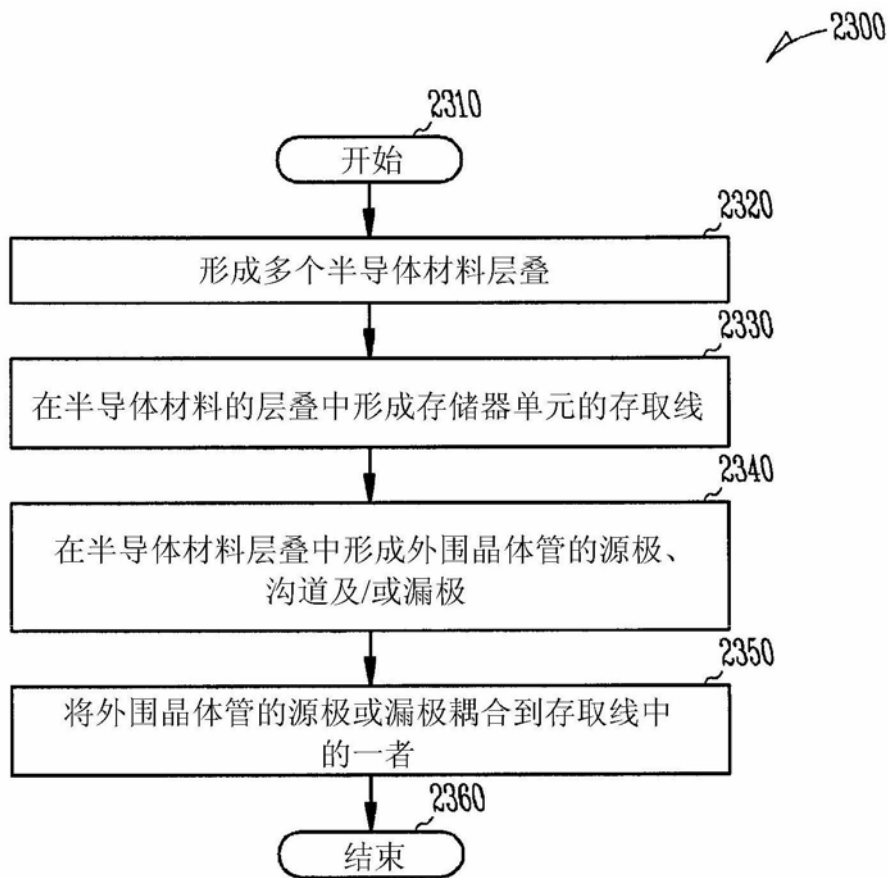 2300
2310
开始
2320
形成多个半导体材料层叠
2330
在半导体材料的层叠中形成存储器单元的存取线
2340
在半导体材料层叠中形成外围晶体管的源极、
沟道及/或漏极
2350
将外围晶体管的源极或漏极耦合到存取线中
的一者
2360
结束